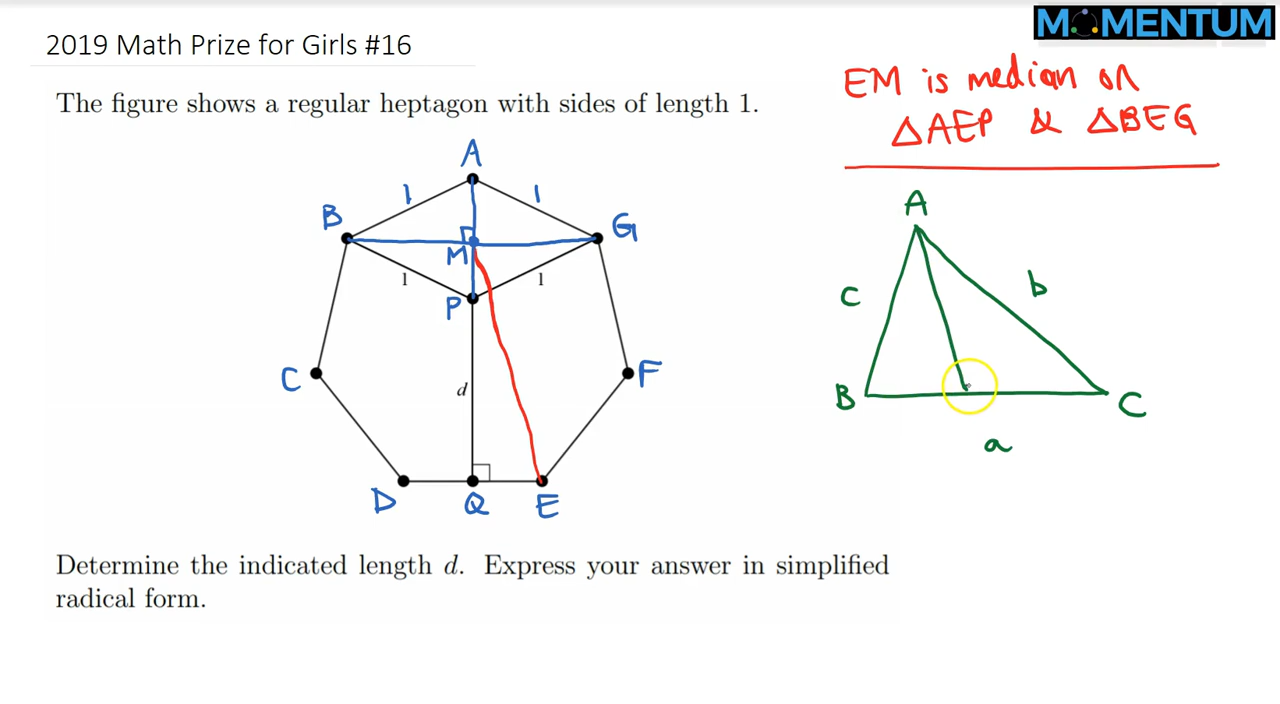 MOMENTUM
2019 Math Prize for Girls #16
The figure shows a regular heptagon with sides of length 1.
EM is median on
△AEP & △BEG
A
1
1
B
G
M
1
1
P
C
F
d
D
Q
E
A
c
b
B
C
a
Determine the indicated length d. Express your answer in simplified
radical form.